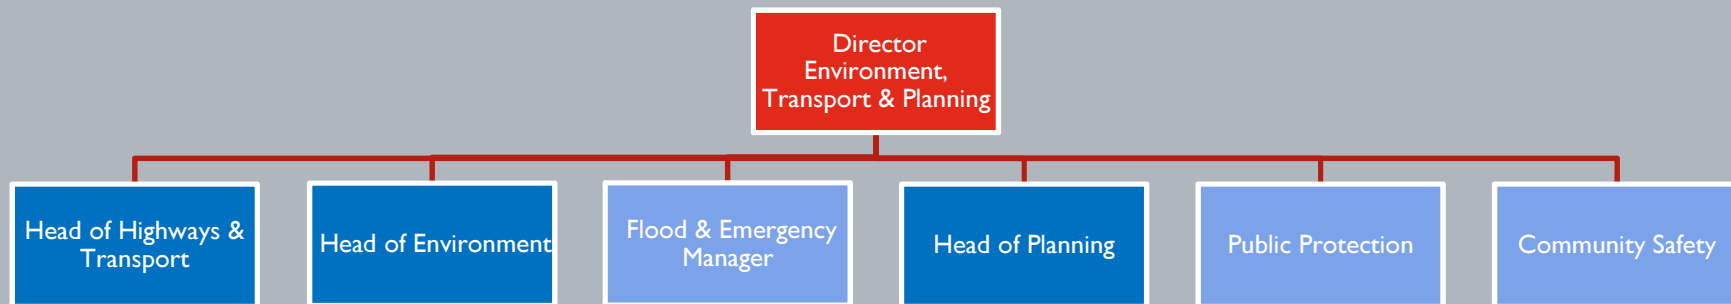 Director
Environment,
Transport & Planning
Head of Highways &
Transport
Head of Environment
Flood & Emergency
Manager
Head of Planning
Public Protection
Community Safety